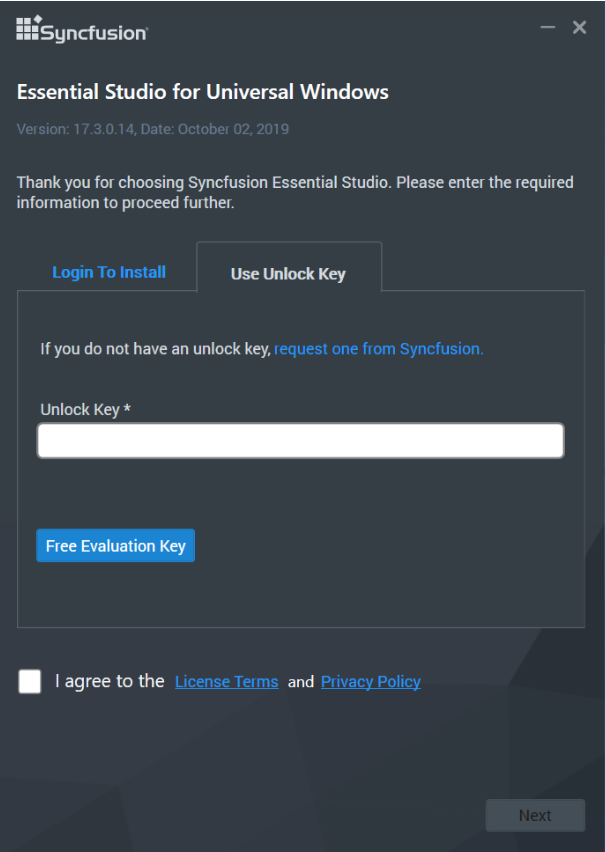 Syncfusion
Essential Studio for Universal Windows
Version: 17.3.0.14, Date: October 02, 2019
Thank you for choosing Syncfusion Essential Studio. Please enter the required
information to proceed further.
Login To Install
Use Unlock Key
If you do not have an unlock key, request one from Syncfusion.
Unlock Key *
Free Evaluation Key
I agree to the License Terms and Privacy Policy
Next